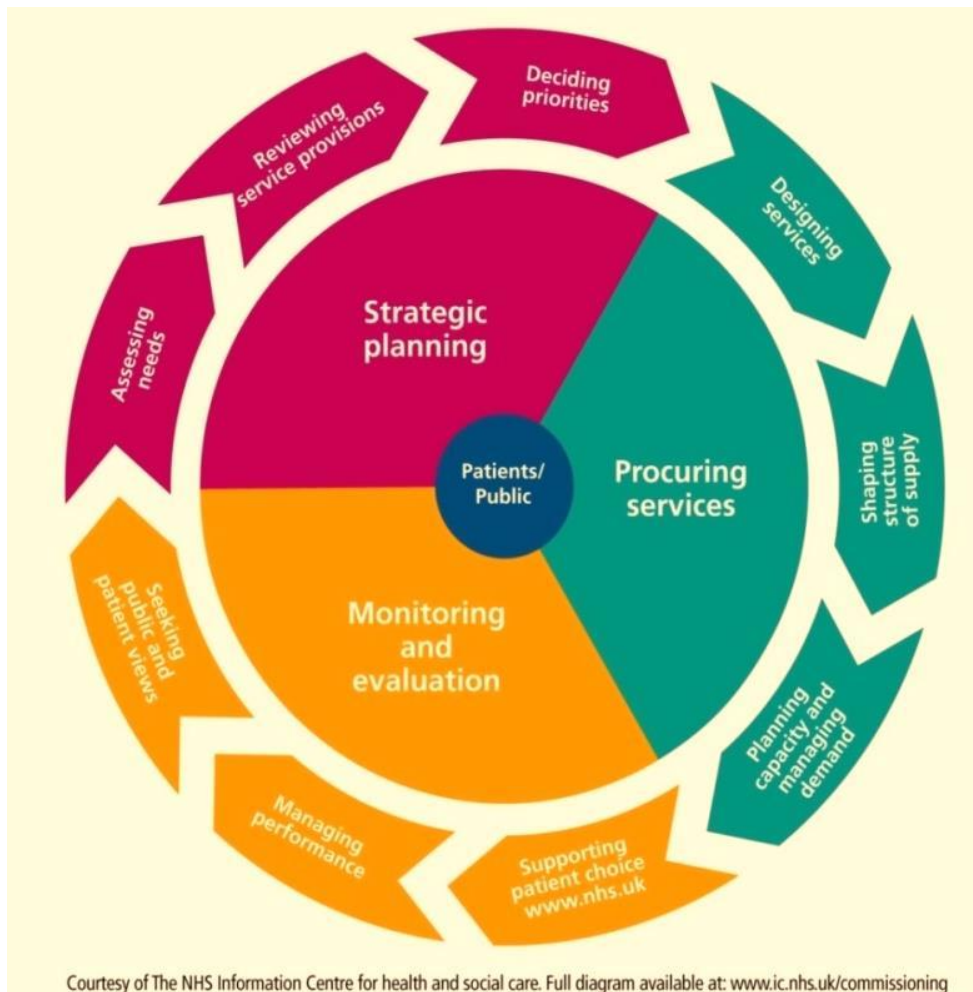 Deciding
priorities
Reviewing
service provisions
Designing
services
Assessing
needs
Strategic
planning
Patients/
Public
Procuring
services
Shaping
structure
of supply
Monitoring
and
evaluation
Seeking
public and
patient views
Planning
capacity and
managing
demand
Managing
performance
Supporting
patient choice
www.nhs.uk
Courtesy of The NHS Information Centre for health and social care. Full diagram available at: www.ic.nhs.uk/commissioning